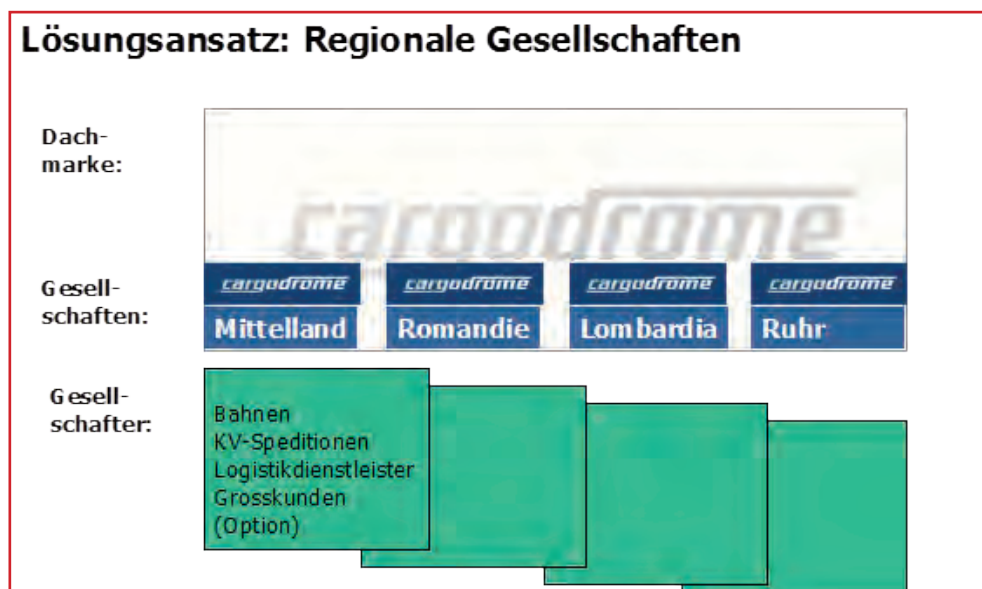 Lösungsansatz: Regionale Gesellschaften
Dach-
marke:
cargodrome
Gesell-
schaften:
cargodrome
cargodrome
cargodrome
cargodrome
Mittelland
Romandie
Lombardia
Ruhr
Gesell-
schafter:
Bahnen
KV-Speditionen
Logistikdienstleister
Grosskunden
(Option)